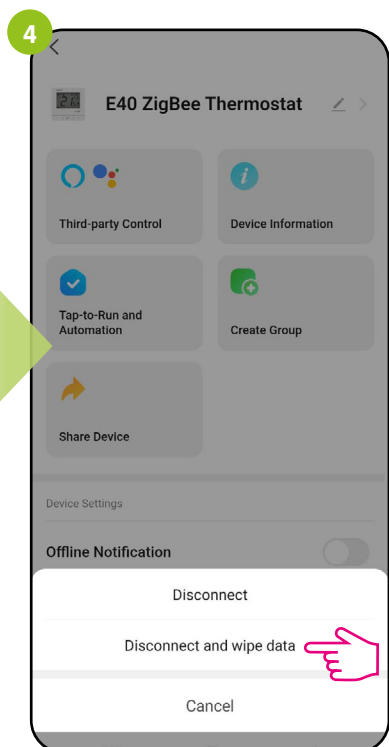 4
E40 ZigBee Thermostat
Third-party Control
Device Information
Tap-to-Run and
Automation
Create Group
Share Device
Device Settings
Offline Notification
Disconnect
Disconnect and wipe data
Cancel